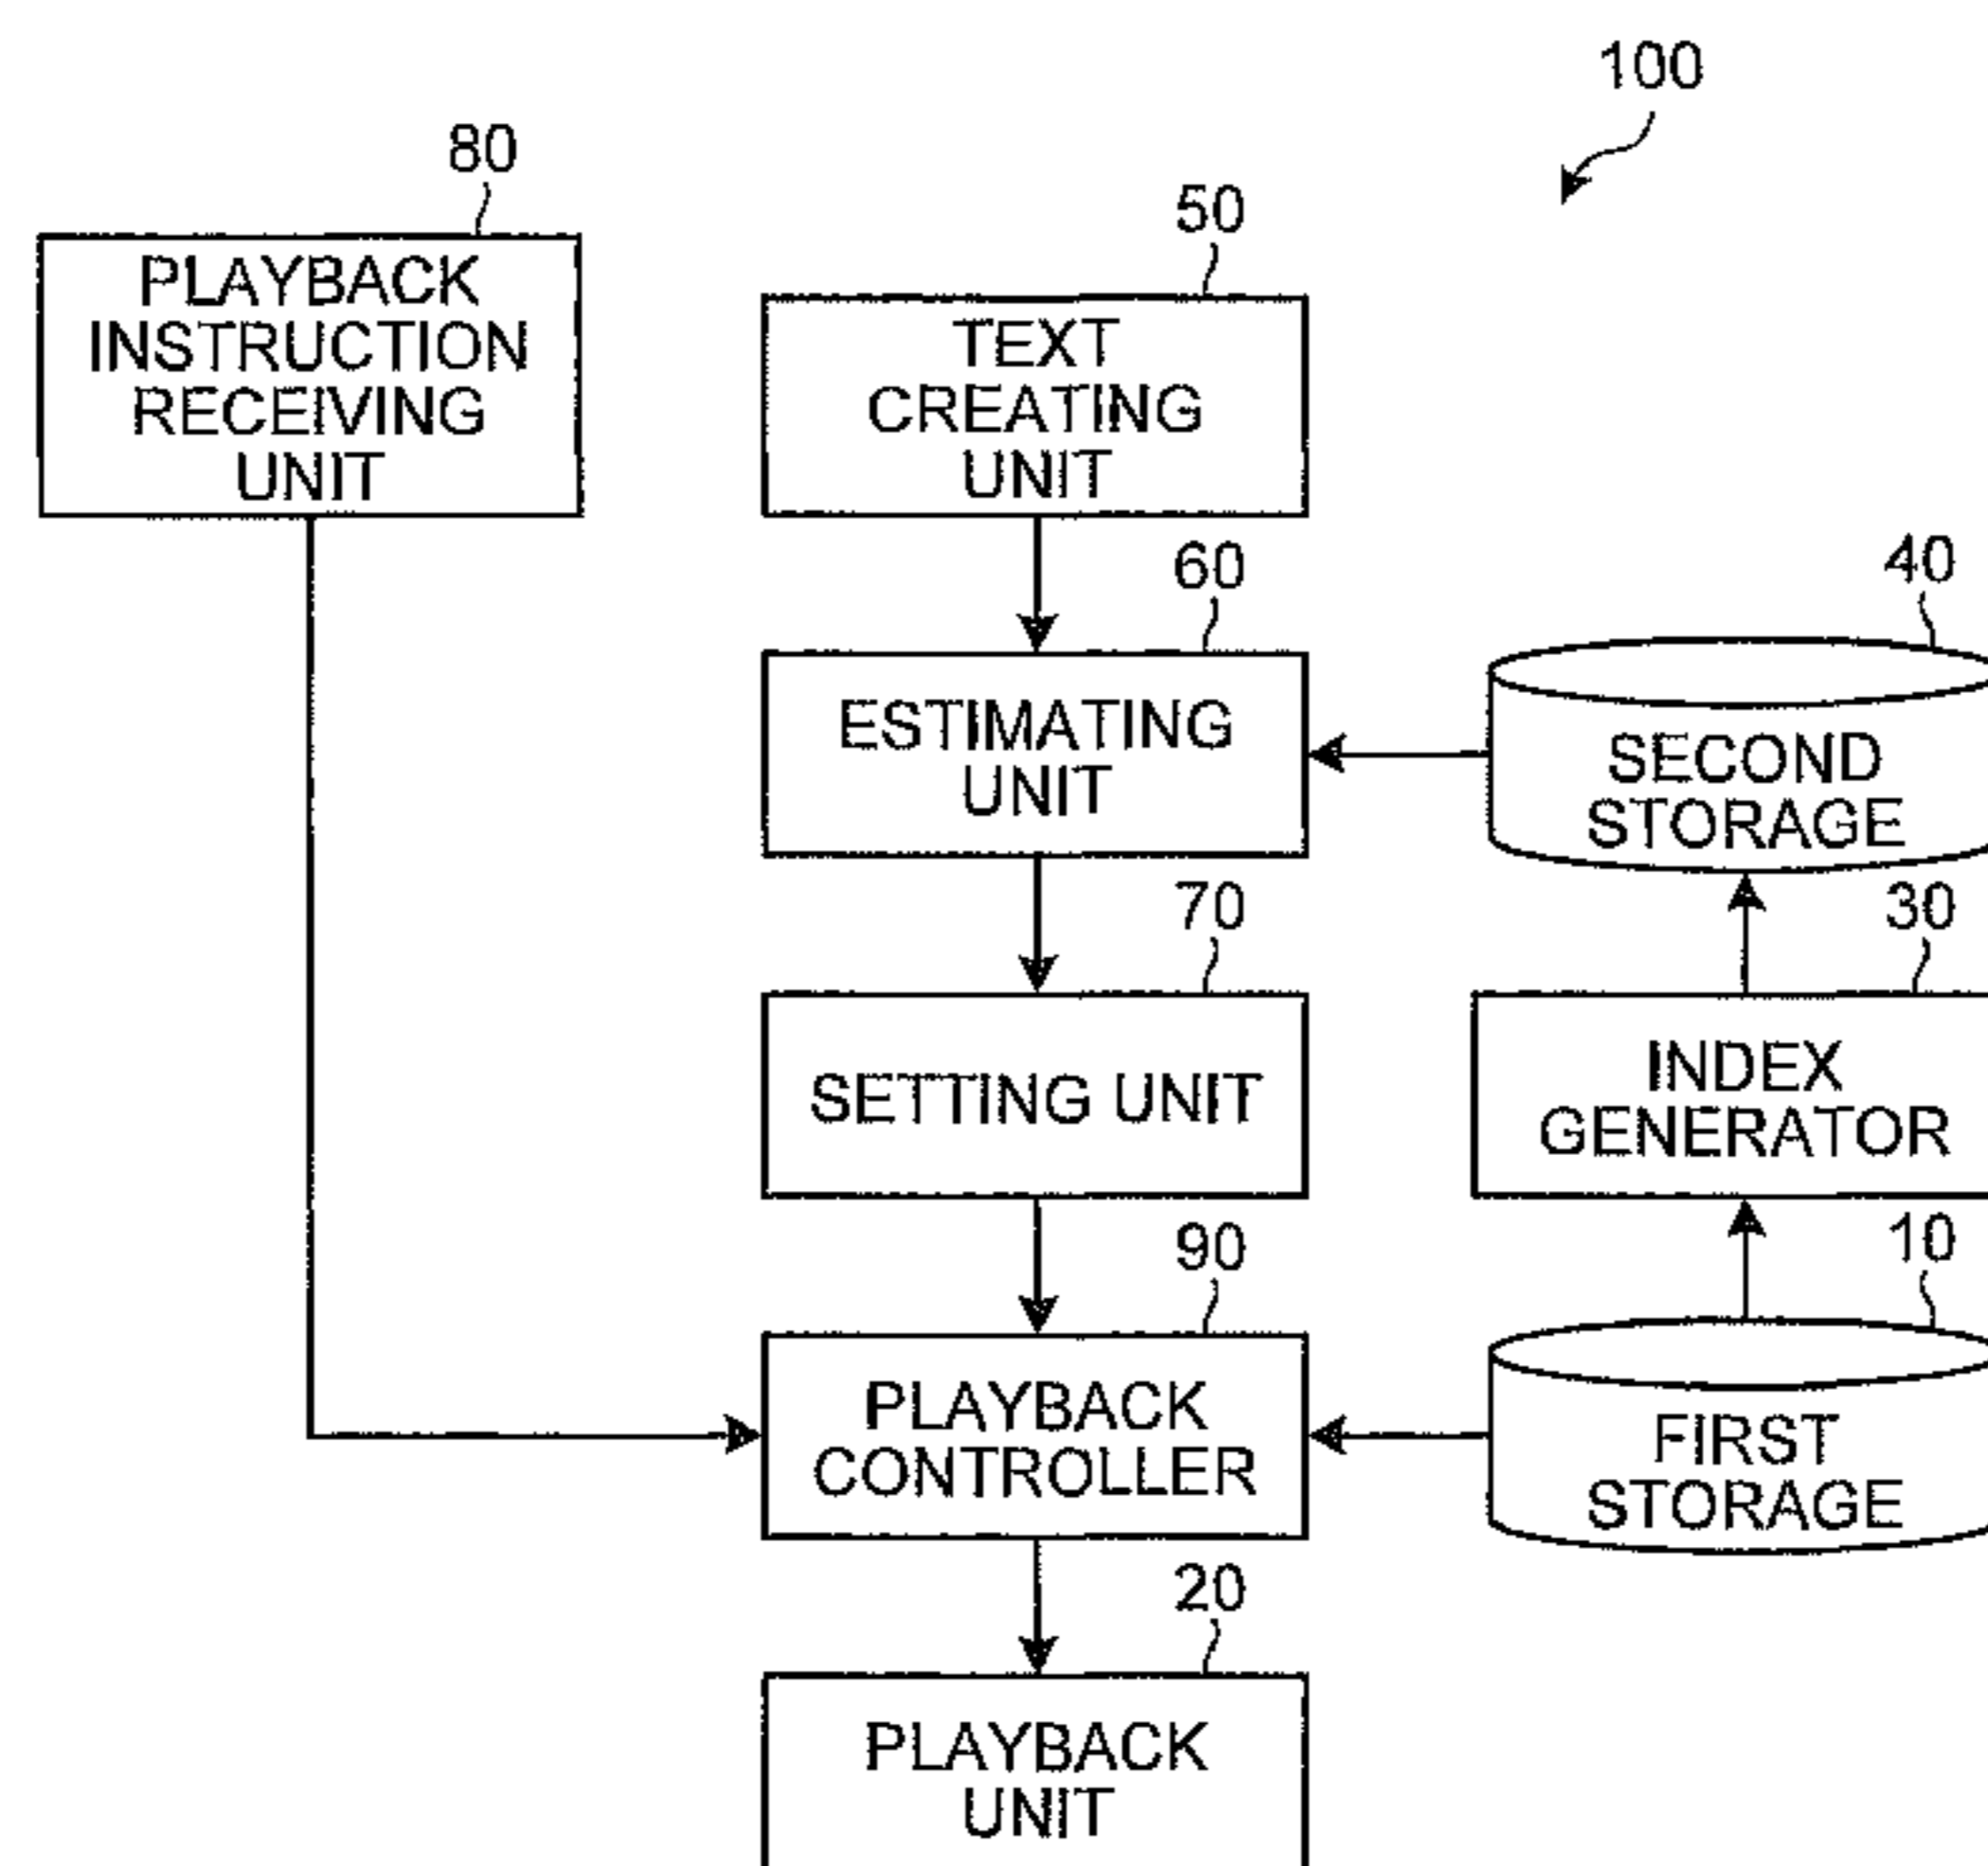 100
80
PLAYBACK
INSTRUCTION
RECEIVING
UNIT
50
TEXT
CREATING
UNIT
60
ESTIMATING
UNIT
40
SECOND
STORAGE
70
SETTING UNIT
30
INDEX
GENERATOR
90
PLAYBACK
CONTROLLER
10
FIRST
STORAGE
20
PLAYBACK
UNIT